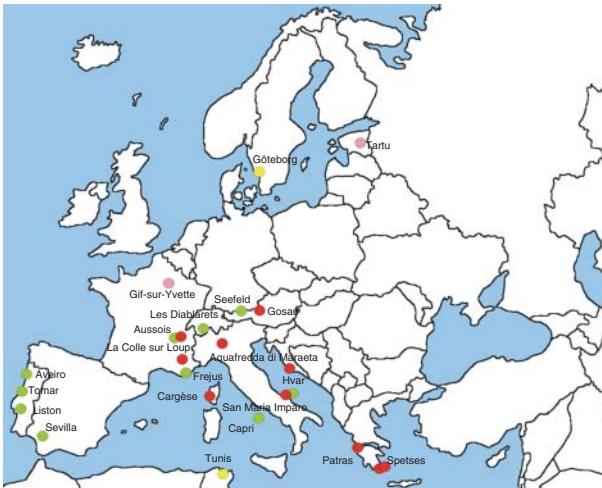 Göteborg
Tartu
Gif-sur-Yvette
Seefeld
Les Diablarets
Gosau
Aussois
La Colle sur Loup
Aquafredda di Maraeta
Aveiro
Frejus
Hvar
Tomar
Cargèse
San Maria Imparo
Liston
Capri
Sevilla
Tunis
Patras
Spetses